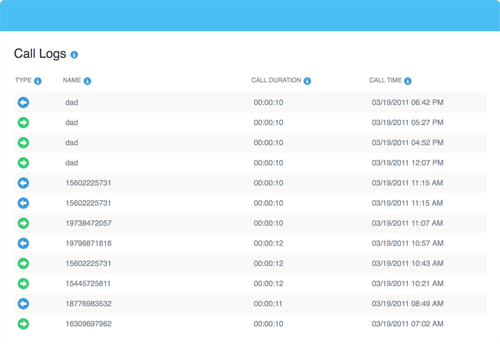 Call Logs
TYPE NAME CALL DURATION CALL TIME
dad 00:00:10 03/19/2011 06:42 PM
dad 00:00:10 03/19/2011 05:27 PM
dad 00:00:10 03/19/2011 04:52 PM
dad 00:00:10 03/19/2011 12:07 PM
15602225731 00:00:10 03/19/2011 11:15 AM
15602225731 00:00:10 03/19/2011 11:15 AM
19738472057 00:00:10 03/19/2011 11:07 AM
19796871816 00:00:12 03/19/2011 10:57 AM
15602225731 00:00:12 03/19/2011 10:43 AM
15445725811 00:00:12 03/19/2011 10:21 AM
18776983532 00:00:11 03/19/2011 08:49 AM
16309697962 00:00:10 03/19/2011 07:02 AM